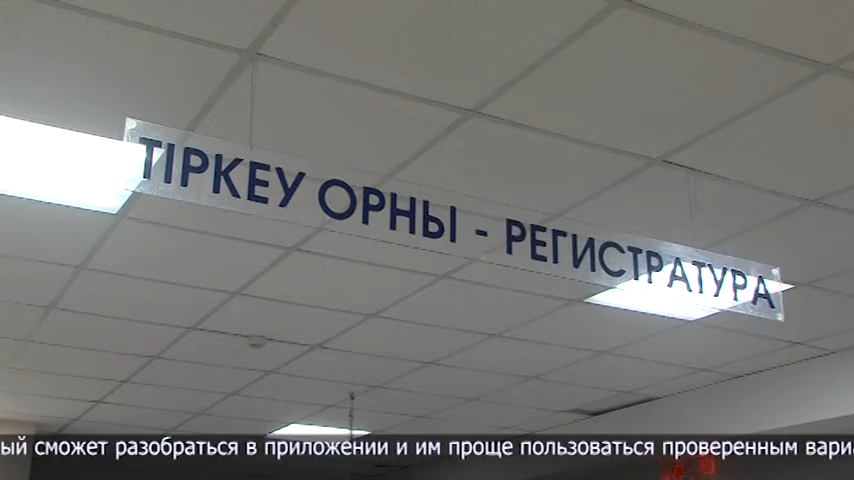 ТІРКЕУ ОРНЫ - РЕГИСТРАТУРА
сможет разобраться в приложении и им проще пользоваться проверенным